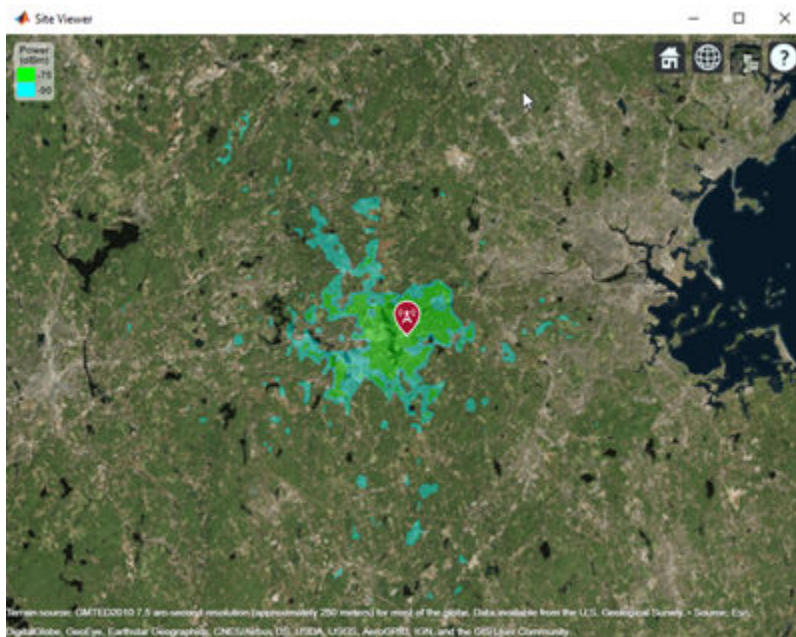 Site Viewer
Power
(dBm)
-75
-90
?
Terrain source: GMTED2010 7.5 arc-second resolution (approximately 250 meters) for most of the globe. Data available from the U.S. Geological Survey. • Source: Esri,
DigitalGlobe, GeoEye, Earthstar Geographics, CNES/Airbus DS, USDA, USGS, AeroGRID, IGN, and the GIS User Community